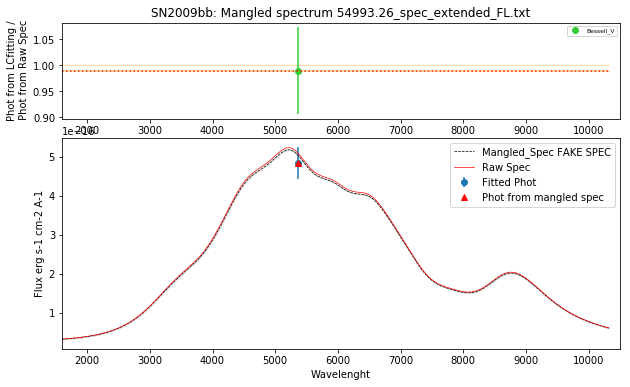 SN2009bb: Mangled spectrum 54993.26_spec_extended_FL.txt
Phot from LCfitting /
Phot from Raw Spec
1.05
1.00
0.95
0.90
Bessell_V
2000 3000 4000 5000 6000 7000 8000 9000 10000
1e−16
Flux erg s-1 cm-2 A-1
5
4
3
2
1
Mangled_Spec FAKE SPEC
Raw Spec
Fitted Phot
Phot from mangled spec
2000 3000 4000 5000 6000 7000 8000 9000 10000
Wavelenght